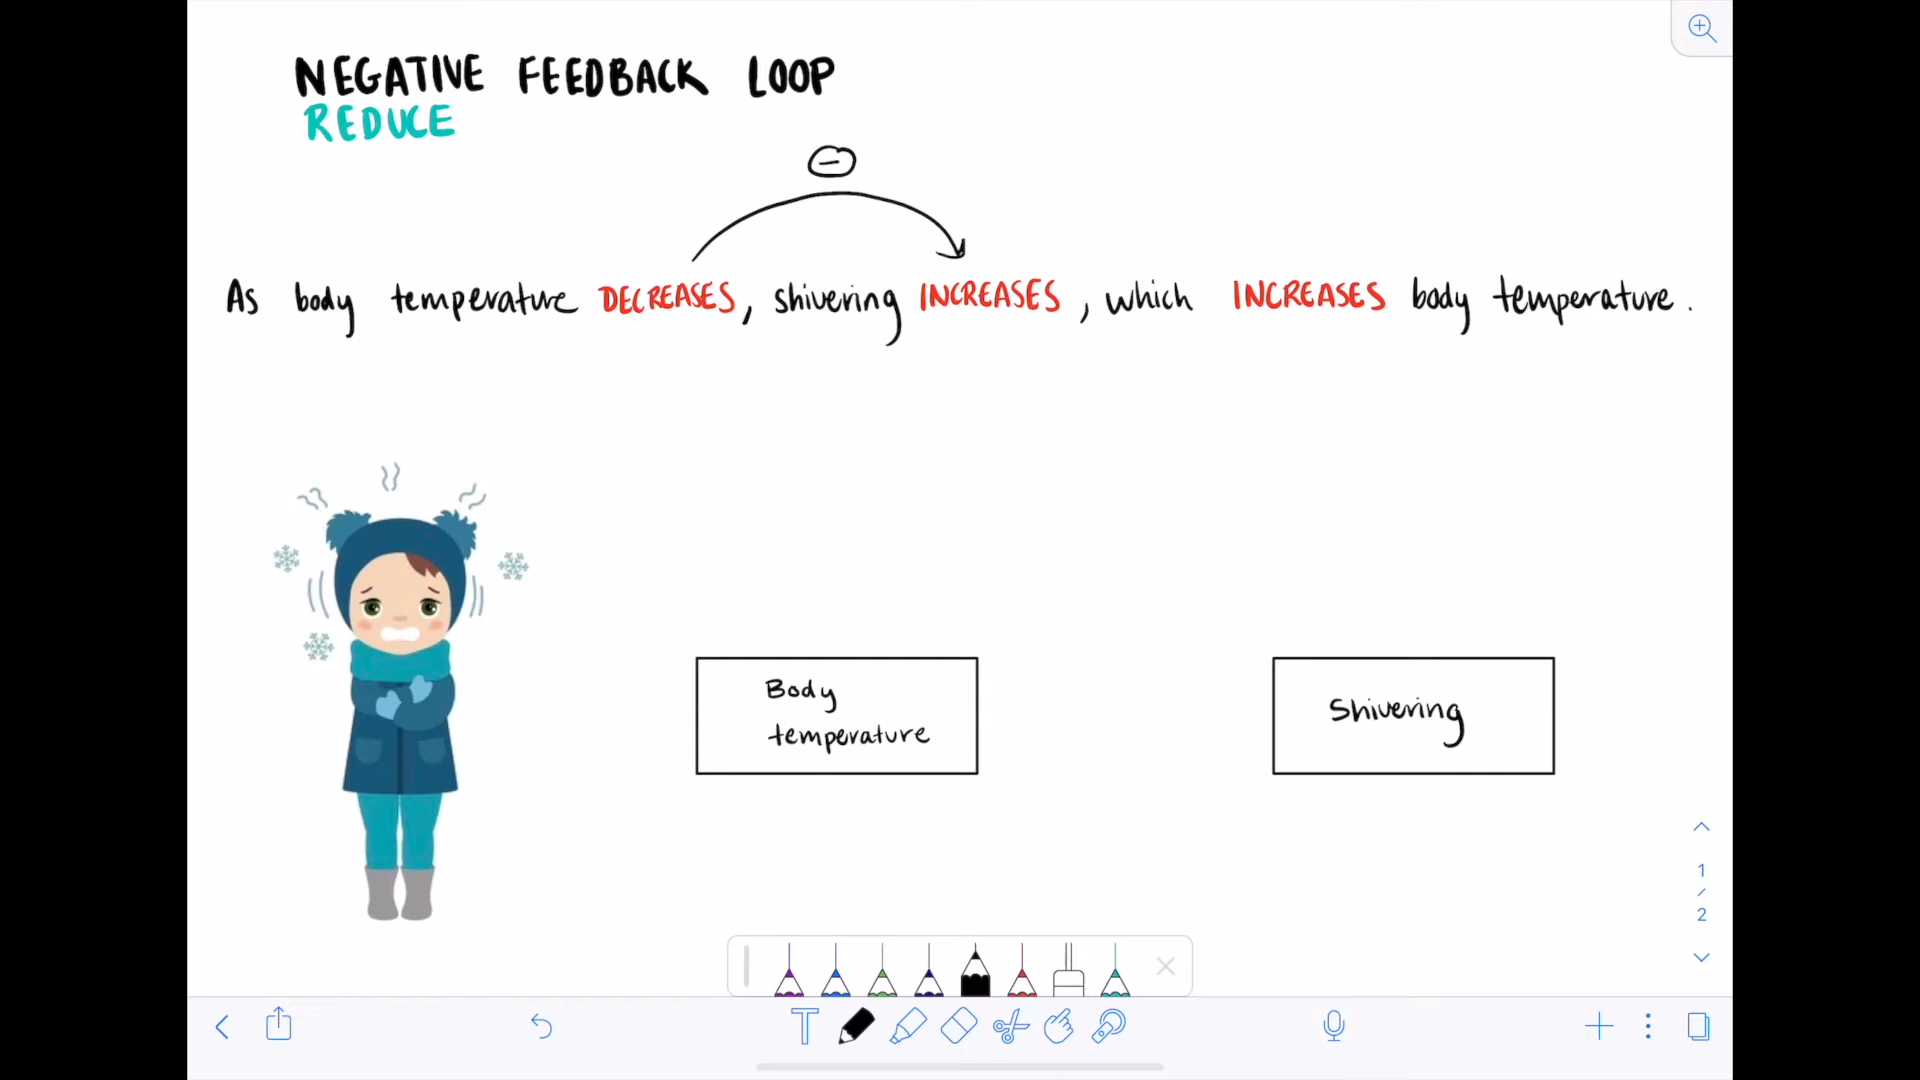 NEGATIVE FEEDBACK LOOP
REDUCE
−
As body temperature DECREASES, shivering INCREASES, which INCREASES body temperature.
Body
temperature
Shivering
1
/
2
T